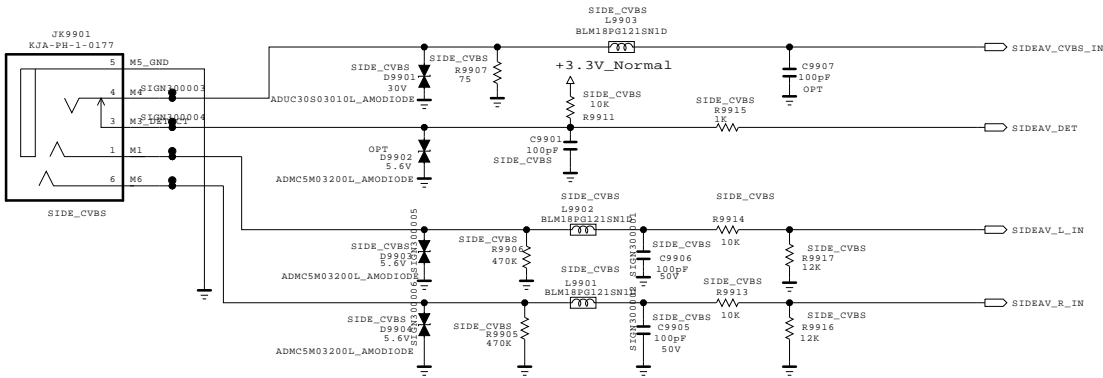 SIDE_CVBS
L9903
BLM18PG121SN1D
SIDEAV_CVBS_IN
JK9901
KJA-PH-1-0177
5 M5_GND
4 M4
SIGN300003
3 M3_DETECT
SIGN300004
1 M1
6 M6
SIDE_CVBS
SIDE_CVBS
D9901
30V
ADUC30S03010L_AMODIODE
SIDE_CVBS
R9907
75
+3.3V_Normal
SIDE_CVBS
10K
R9911
C9907
100pF
OPT
SIDE_CVBS
R9915
1K
SIDEAV_DET
OPT
D9902
5.6V
ADMC5M03200L_AMODIODE
C9901
100pF
SIDE_CVBS
SIDE_CVBS
L9902
BLM18PG121SN1D
SIDE_CVBS
R9914
10K
SIDEAV_L_IN
SIGN300005
SIDE_CVBS
D9903
5.6V
ADMC5M03200L_AMODIODE
SIDE_CVBS
R9906
470K
SIGN300001
SIDE_CVBS
C9906
100pF
50V
SIDE_CVBS
R9917
12K
SIDE_CVBS
L9901
BLM18PG121SN1D
SIDE_CVBS
R9913
10K
SIDEAV_R_IN
SIGN300006
SIDE_CVBS
D9904
5.6V
ADMC5M03200L_AMODIODE
SIDE_CVBS
R9905
470K
SIGN300002
SIDE_CVBS
C9905
100pF
50V
SIDE_CVBS
R9916
12K